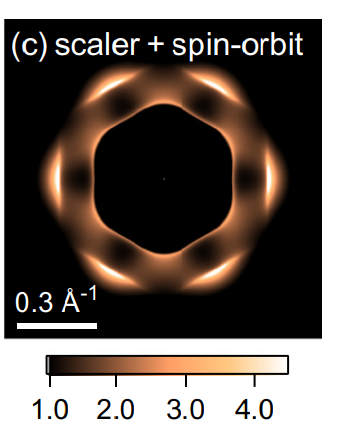 (c) scaler + spin-orbit
0.3 Å-1
1.0 2.0 3.0 4.0